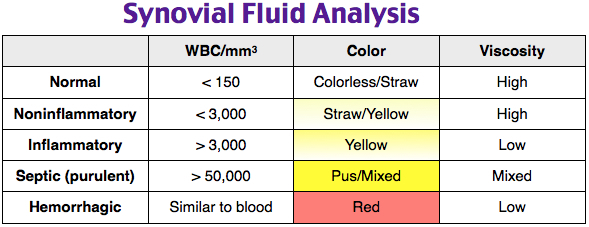 Synovial Fluid Analysis
WBC/mm³ Color Viscosity
Normal < 150 Colorless/Straw High
Noninflammatory < 3,000 Straw/Yellow High
Inflammatory > 3,000 Yellow Low
Septic (purulent) > 50,000 Pus/Mixed Mixed
Hemorrhagic Similar to blood Red Low